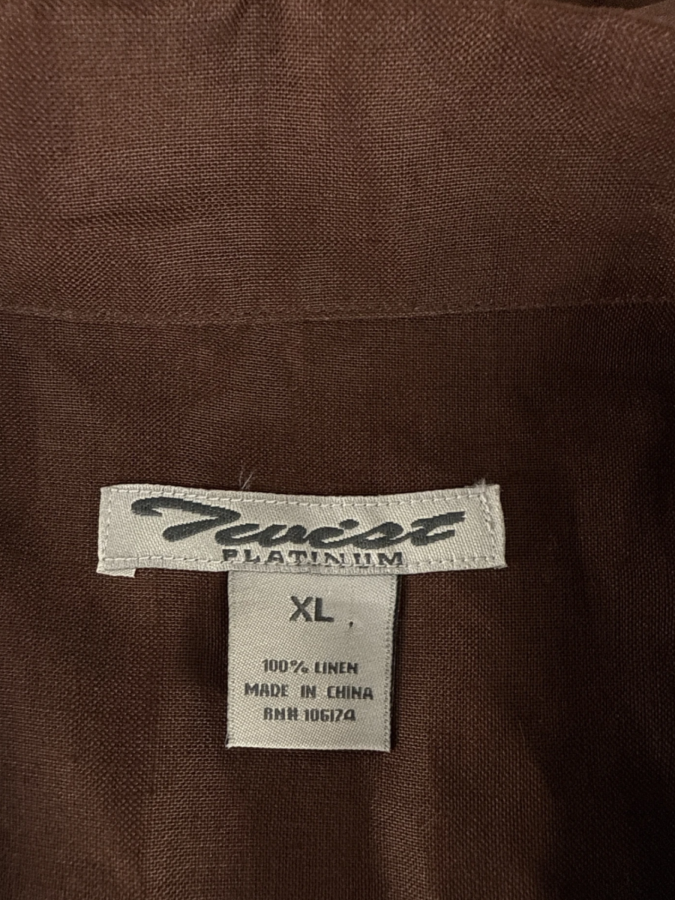 Twist
PLATINUM
XL
100% LINEN
MADE IN CHINA
RN# 106174